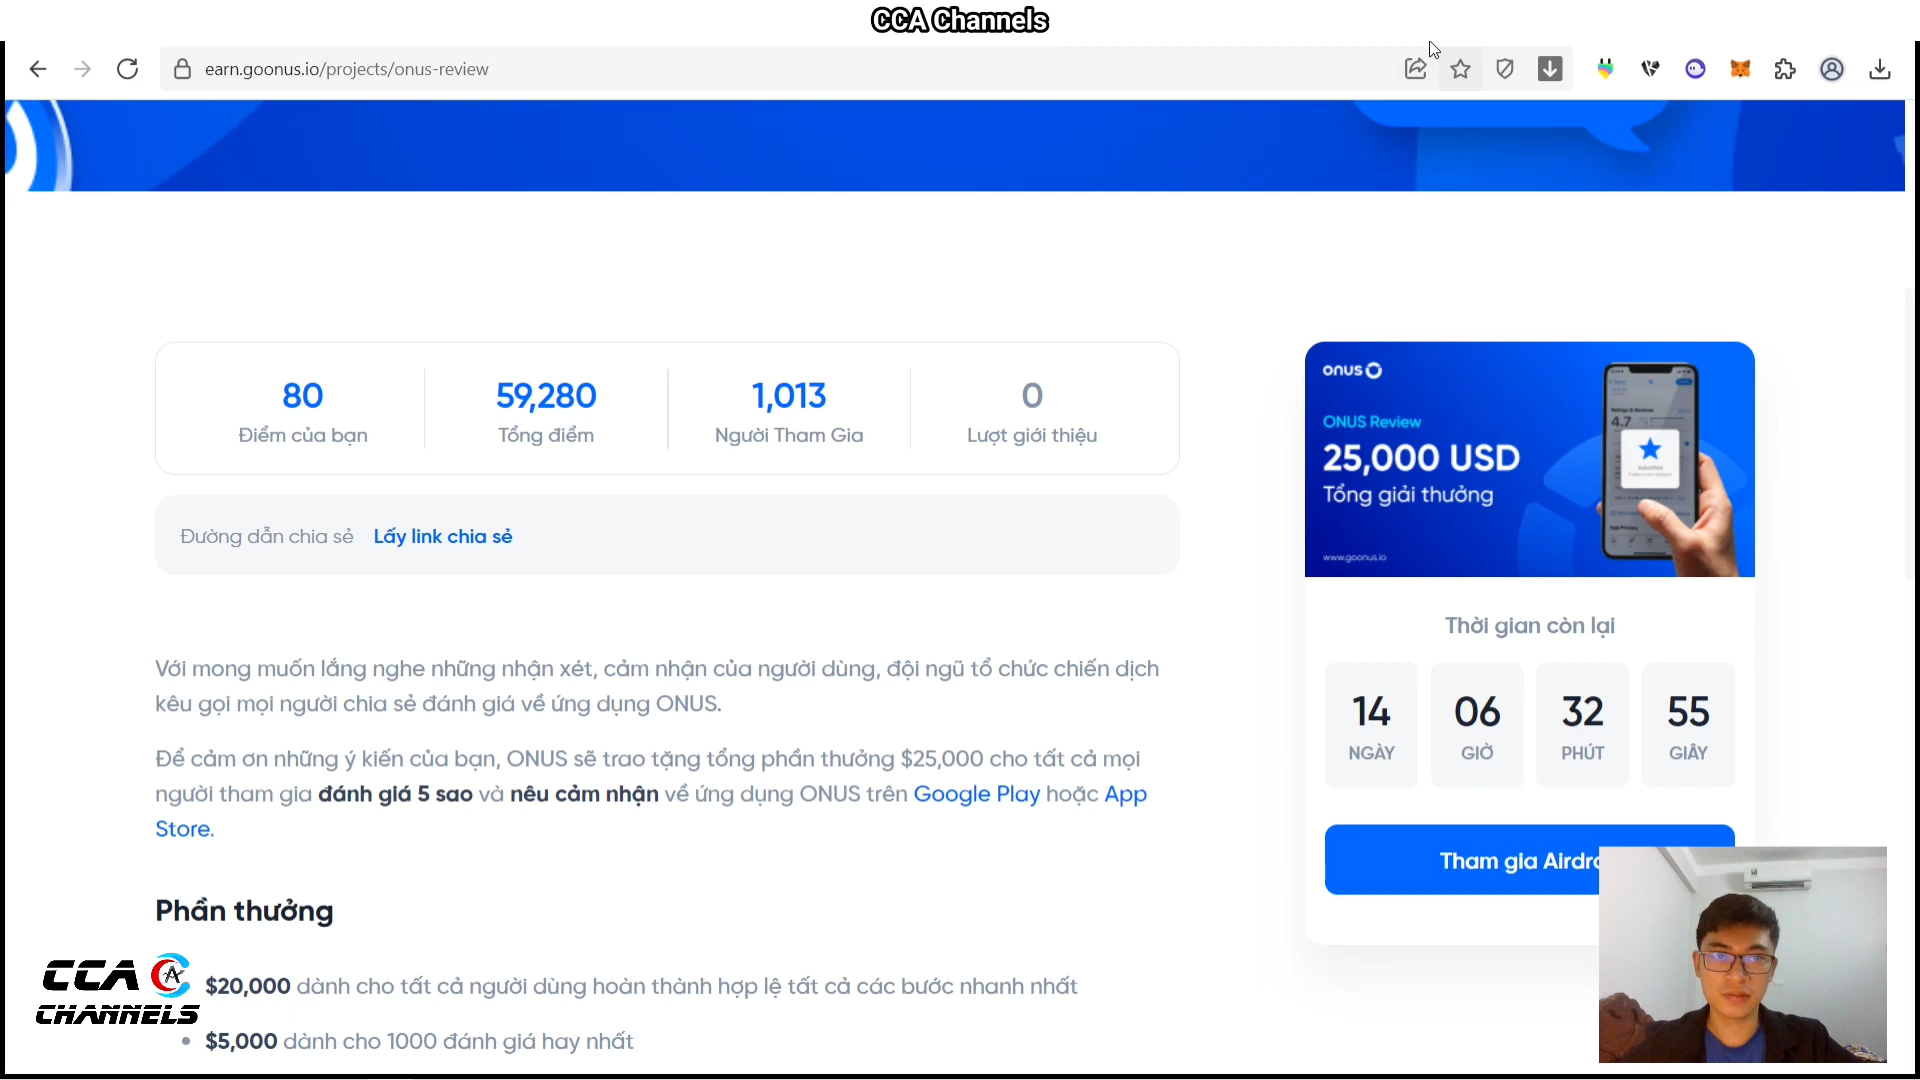 CCA Channels
earn.goonus.io/projects/onus-review
80
Điểm của bạn
59,280
Tổng điểm
1,013
Người Tham Gia
0
Lượt giới thiệu
Đường dẫn chia sẻ Lấy link chia sẻ
Với mong muốn lắng nghe những nhận xét, cảm nhận của người dùng, đội ngũ tổ chức chiến dịch
kêu gọi mọi người chia sẻ đánh giá về ứng dụng ONUS.
Để cảm ơn những ý kiến của bạn, ONUS sẽ trao tặng tổng phần thưởng $25,000 cho tất cả mọi
người tham gia đánh giá 5 sao và nêu cảm nhận về ứng dụng ONUS trên Google Play hoặc App
Store.
Phần thưởng
$20,000 dành cho tất cả người dùng hoàn thành hợp lệ tất cả các bước nhanh nhất
• $5,000 dành cho 1000 đánh giá hay nhất
CCA
CHANNELS
onus
ONUS Review
25,000 USD
Tổng giải thưởng
www.goonus.io
4.7
Thời gian còn lại
14
NGÀY
06
GIỜ
32
PHÚT
55
GIÂY
Tham gia Airdro